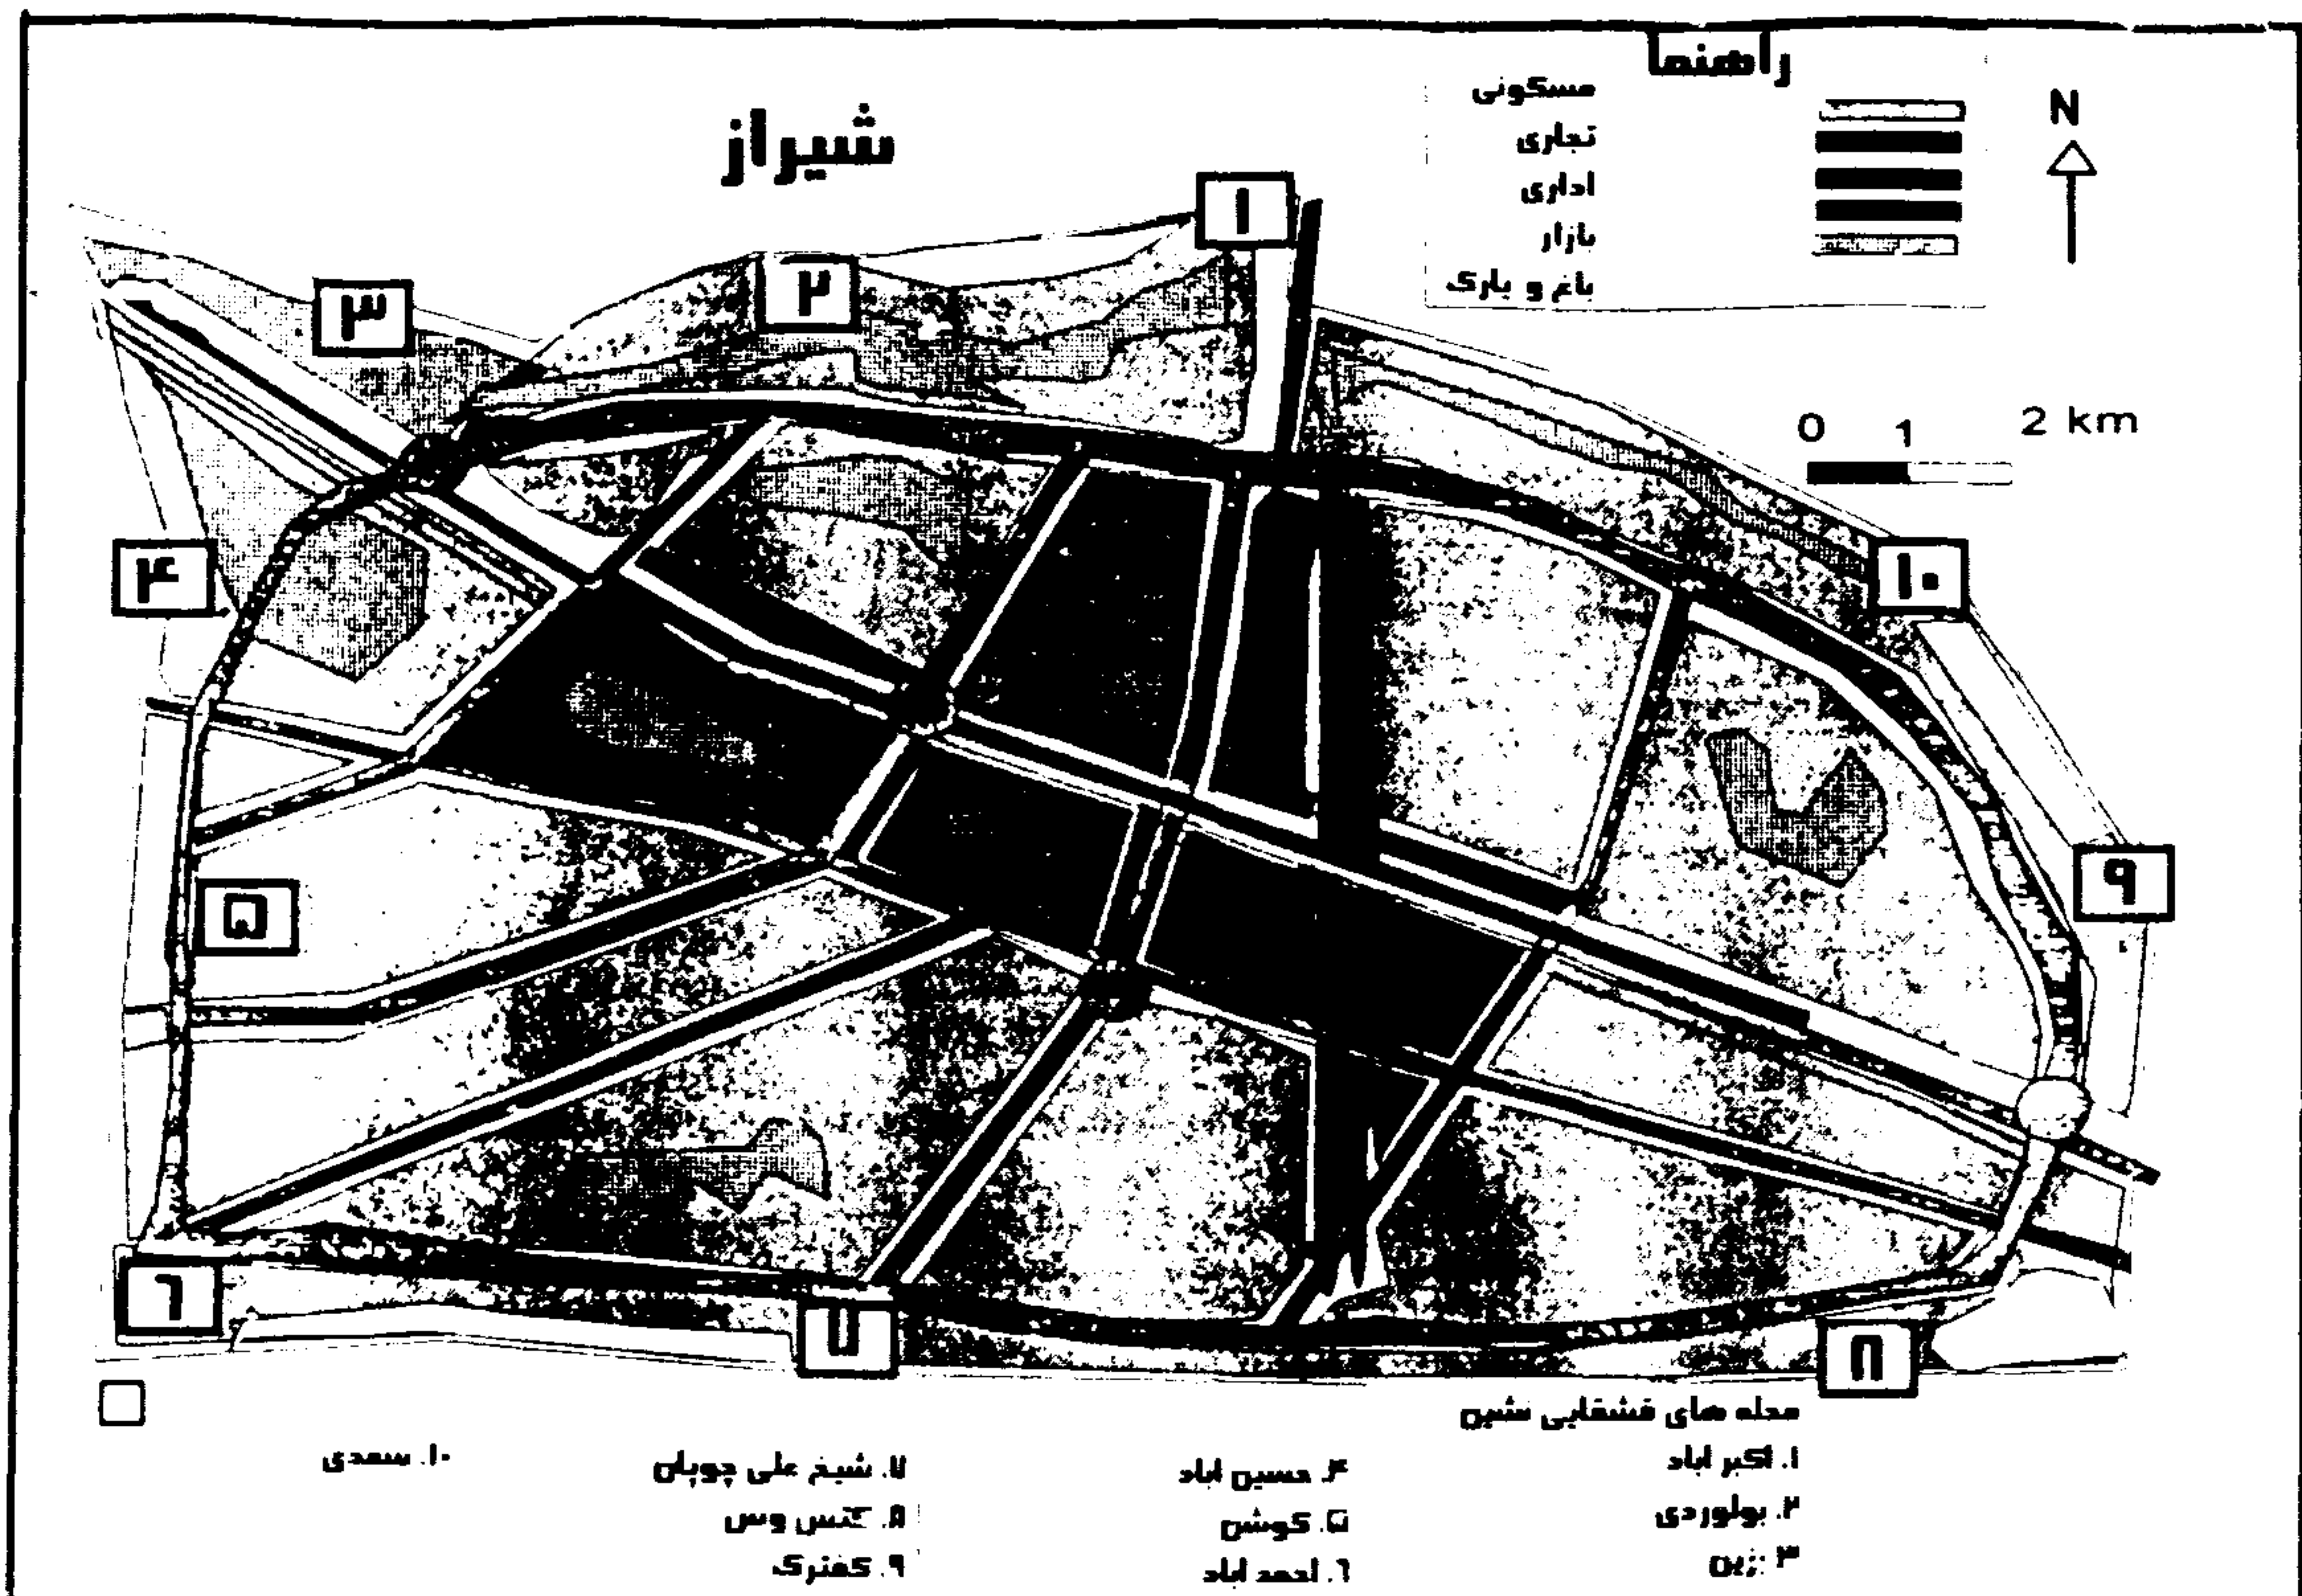 راهنما
مسکونی
تجاری
اداری
بازار
باغ و پارک
N
شیراز
0 1 2 km
۱
۲
۳
۴
۵
۶
۷
۸
۹
۱۰
محله های قشقایی نشین
۱. اکبر اباد
۲. بولوردی
۳
۴. حسین اباد
۵. کوشن
۶. احمد اباد
۷. شیخ علی چوپان
۸. کتس وس
۹. کفترک
۱۰. سعدی